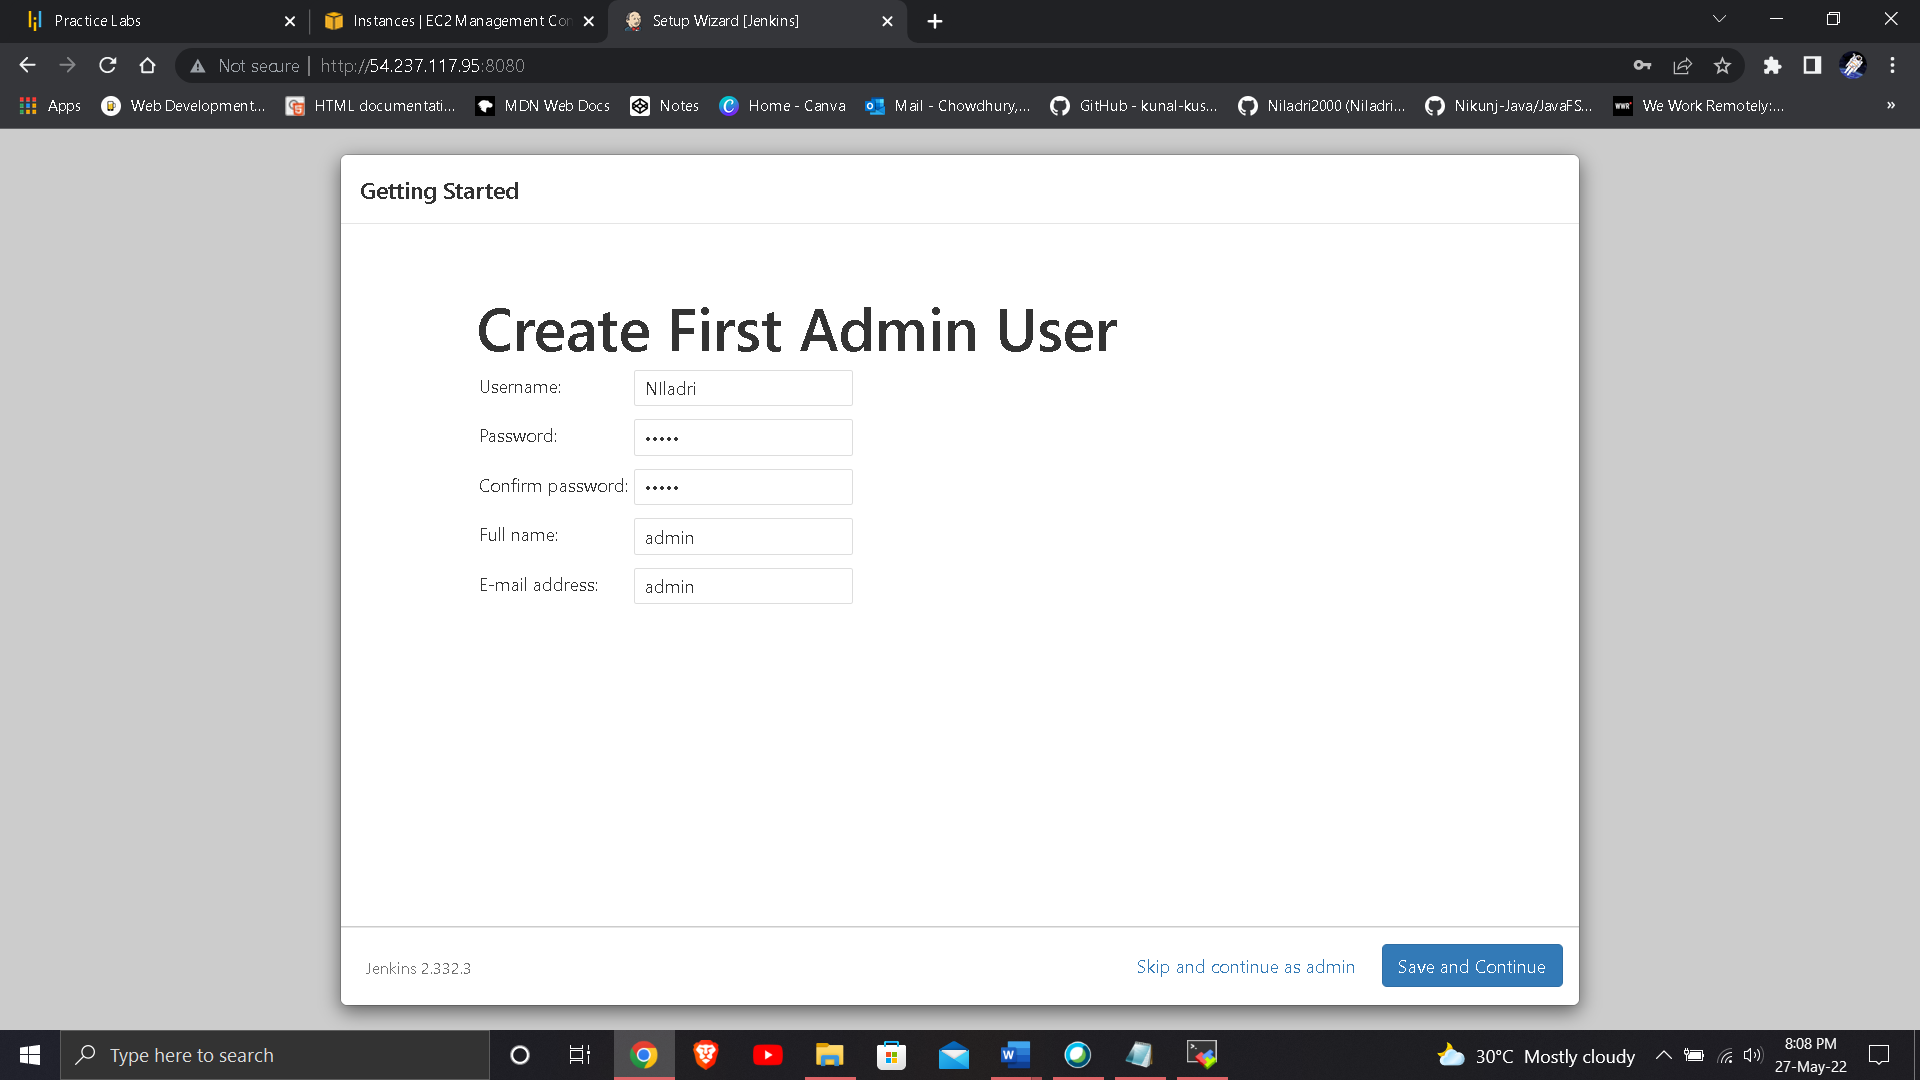 Practice Labs
Instances | EC2 Management Con
Setup Wizard [Jenkins]
Not secure
http://54.237.117.95:8080
Apps
Web Development...
HTML documentati...
MDN Web Docs
Notes
Home - Canva
Mail - Chowdhury,...
GitHub - kunal-kus...
Niladri2000 (Niladri...
Nikunj-Java/JavaFS...
We Work Remotely:...
»
Getting Started
Create First Admin User
Username:
NIladri
Password:
•••••
Confirm password:
•••••
Full name:
admin
E-mail address:
admin
Jenkins 2.332.3
Skip and continue as admin
Save and Continue
Type here to search
30°C Mostly cloudy
8:08 PM
27-May-22